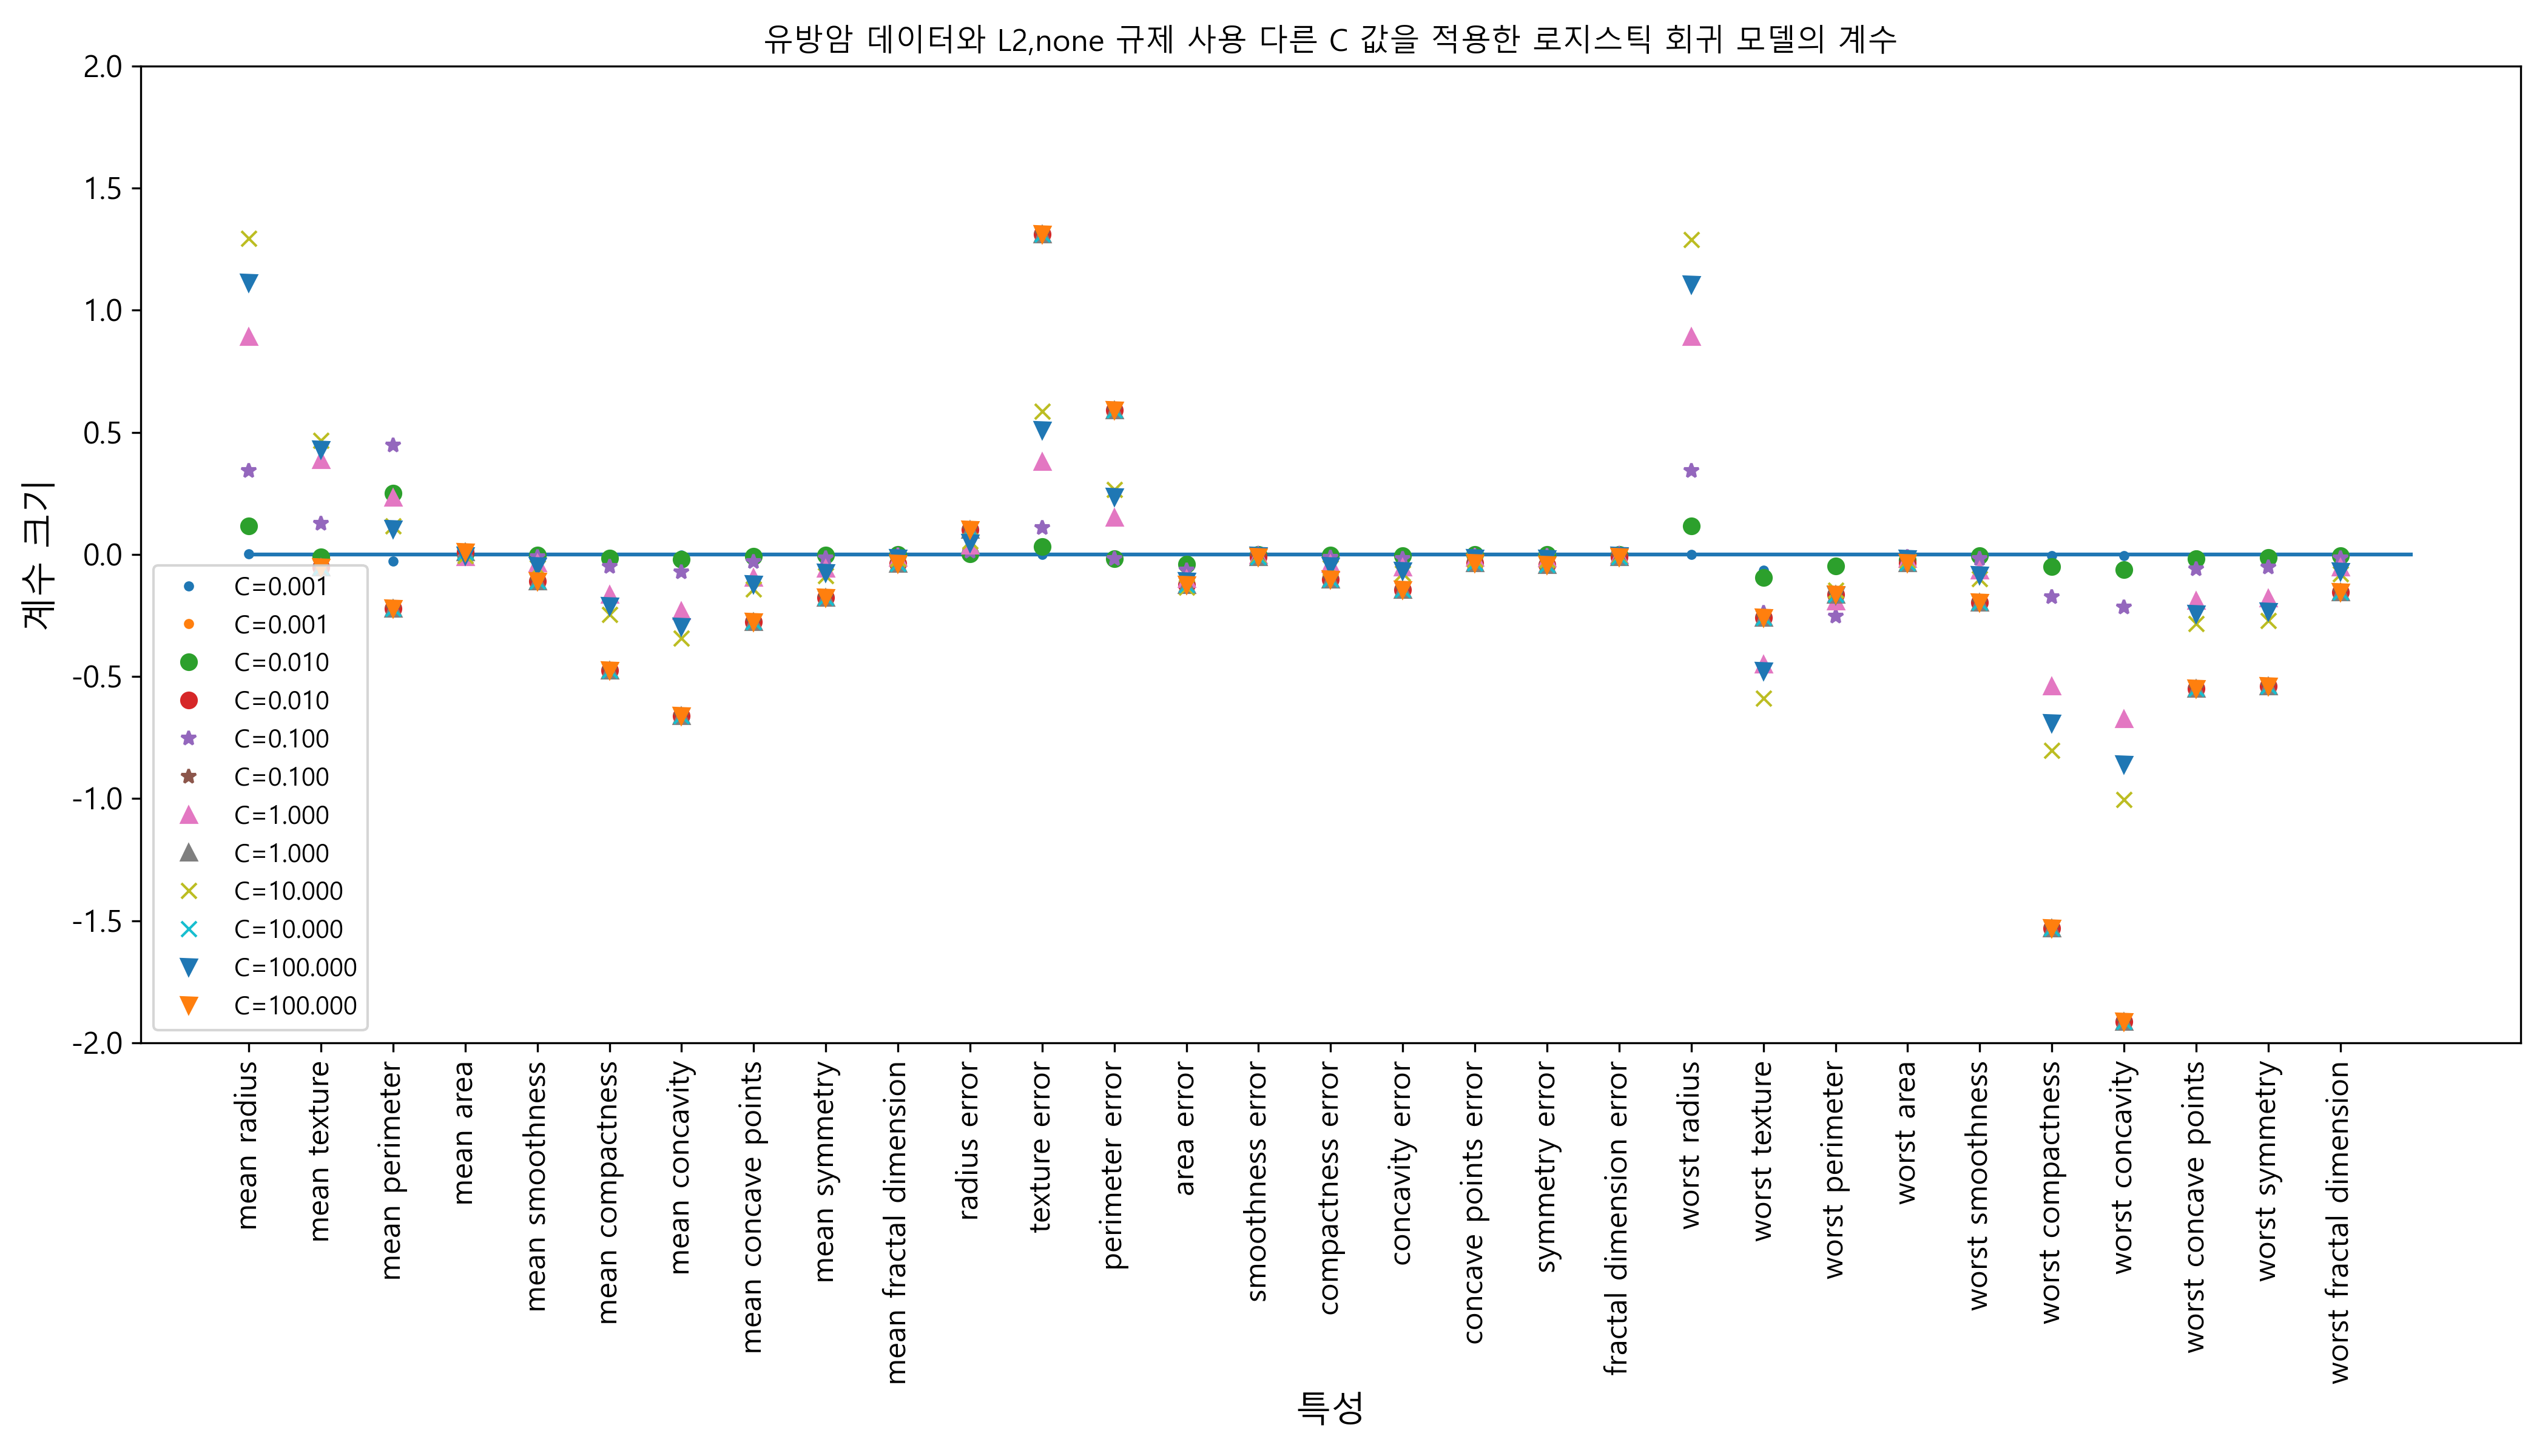 유방암 데이터와 L2,none 규제 사용 다른 C 값을 적용한 로지스틱 회귀 모델의 계수
계수 크기
2.0
1.5
1.0
0.5
0.0
-0.5
-1.0
-1.5
-2.0
C=0.001
C=0.001
C=0.010
C=0.010
C=0.100
C=0.100
C=1.000
C=1.000
C=10.000
C=10.000
C=100.000
C=100.000
mean radius
mean texture
mean perimeter
mean area
mean smoothness
mean compactness
mean concavity
mean concave points
mean symmetry
mean fractal dimension
radius error
texture error
perimeter error
area error
smoothness error
compactness error
concavity error
concave points error
symmetry error
fractal dimension error
worst radius
worst texture
worst perimeter
worst area
worst smoothness
worst compactness
worst concavity
worst concave points
worst symmetry
worst fractal dimension
특성